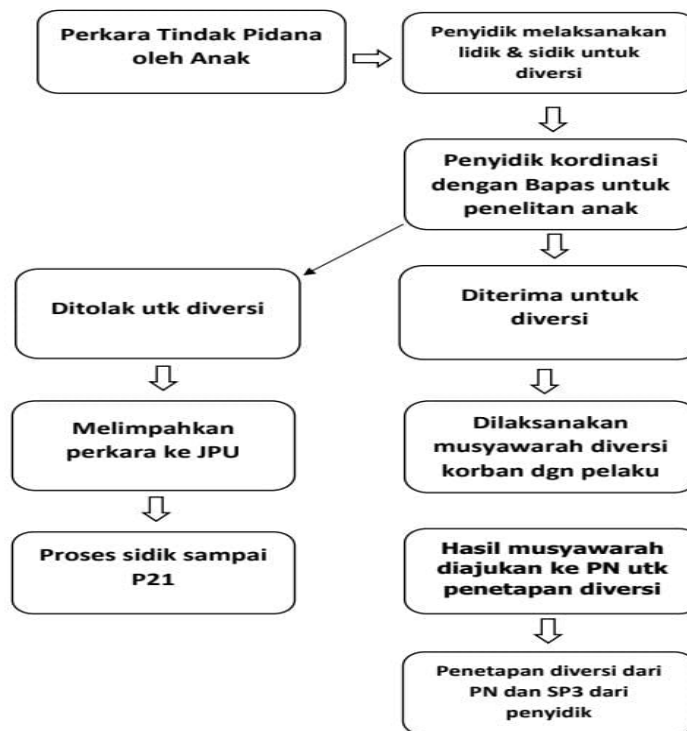 Perkara Tindak Pidana
oleh Anak
Penyidik melaksanakan
lidik & sidik untuk
diversi
Penyidik kordinasi
dengan Bapas untuk
penelitan anak
Ditolak utk diversi
Diterima untuk
diversi
Melimpahkan
perkara ke JPU
Dilaksanakan
musyawarah diversi
korban dgn pelaku
Proses sidik sampai
P21
Hasil musyawarah
diajukan ke PN utk
penetapan diversi
Penetapan diversi dari
PN dan SP3 dari
penyidik